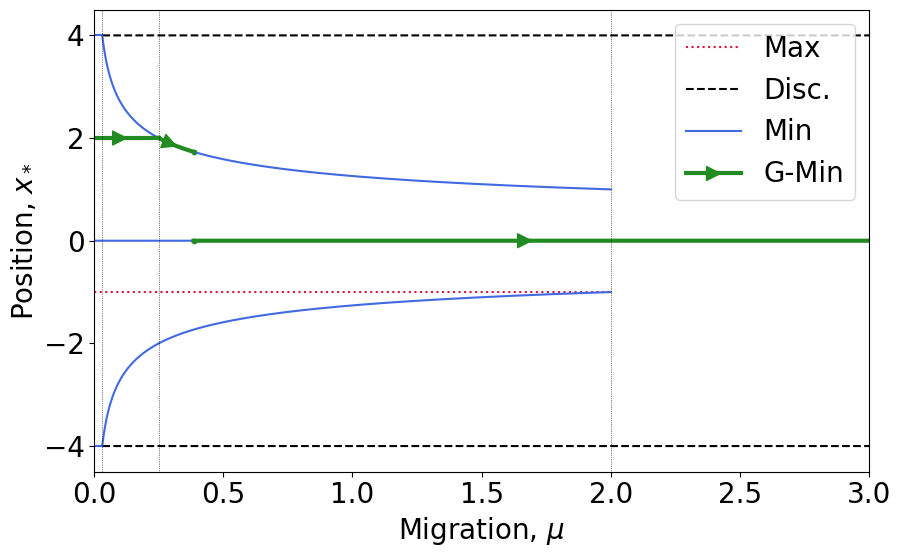 4
2
0
−2
−4
Position, x*
0.0 0.5 1.0 1.5 2.0 2.5 3.0
Migration, μ
Max
Disc.
Min
G-Min